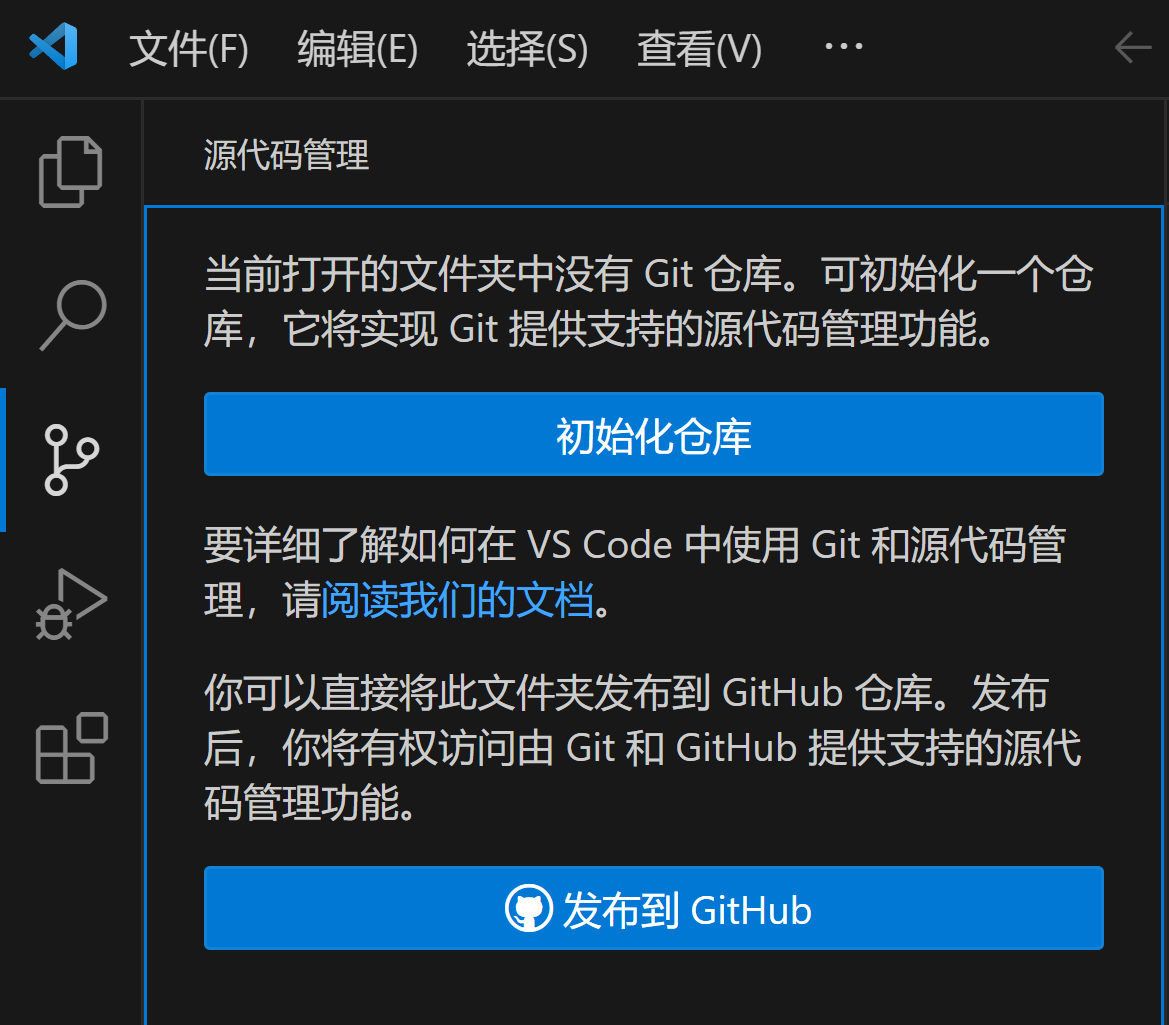 文件(F) 编辑(E) 选择(S) 查看(V) ···
源代码管理
当前打开的文件夹中没有 Git 仓库。可初始化一个仓
库，它将实现 Git 提供支持的源代码管理功能。
初始化仓库
要详细了解如何在 VS Code 中使用 Git 和源代码管
理，请阅读我们的文档。
你可以直接将此文件夹发布到 GitHub 仓库。发布
后，你将有权访问由 Git 和 GitHub 提供支持的源代
码管理功能。
发布到 GitHub